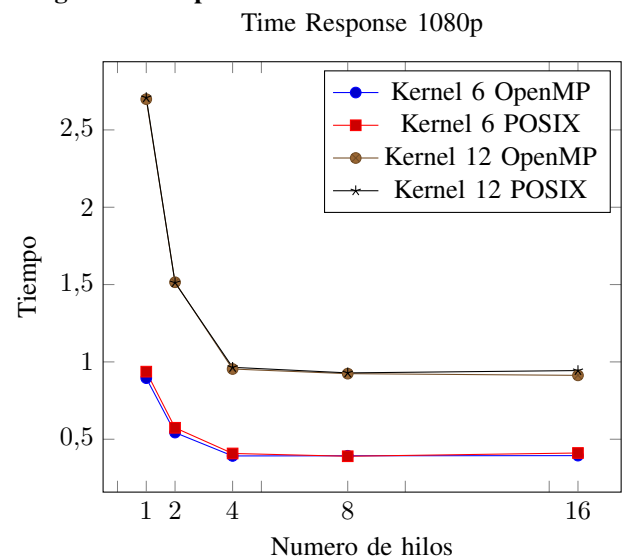 Time Response 1080p
Kernel 6 OpenMP
Kernel 6 POSIX
Kernel 12 OpenMP
Kernel 12 POSIX
2,5
2
1,5
1
0,5
Tiempo
1 2 4 8 16
Numero de hilos